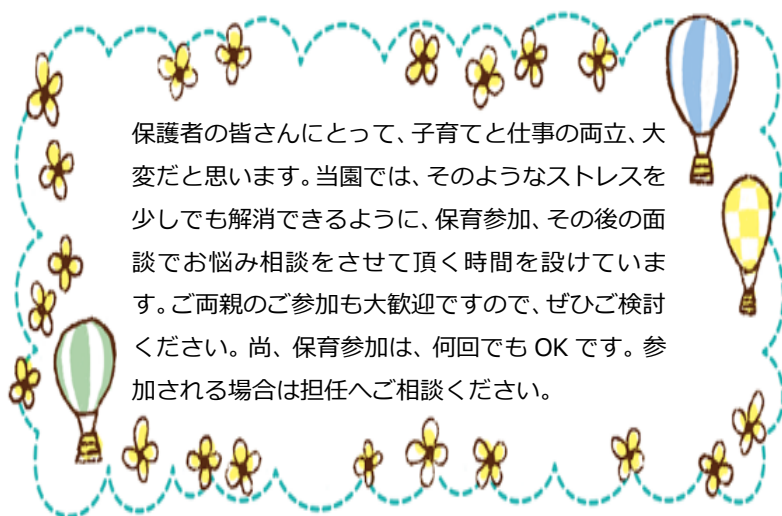 保護者の皆さんにとって、子育てと仕事の両立、大
変だと思います。当園では、そのようなストレスを
少しでも解消できるように、保育参加、その後の面
談でお悩み相談をさせて頂く時間を設けていま
す。ご両親のご参加も大歓迎ですので、ぜひご検討
ください。尚、保育参加は、何回でも OK です。参
加される場合は担任へご相談ください。